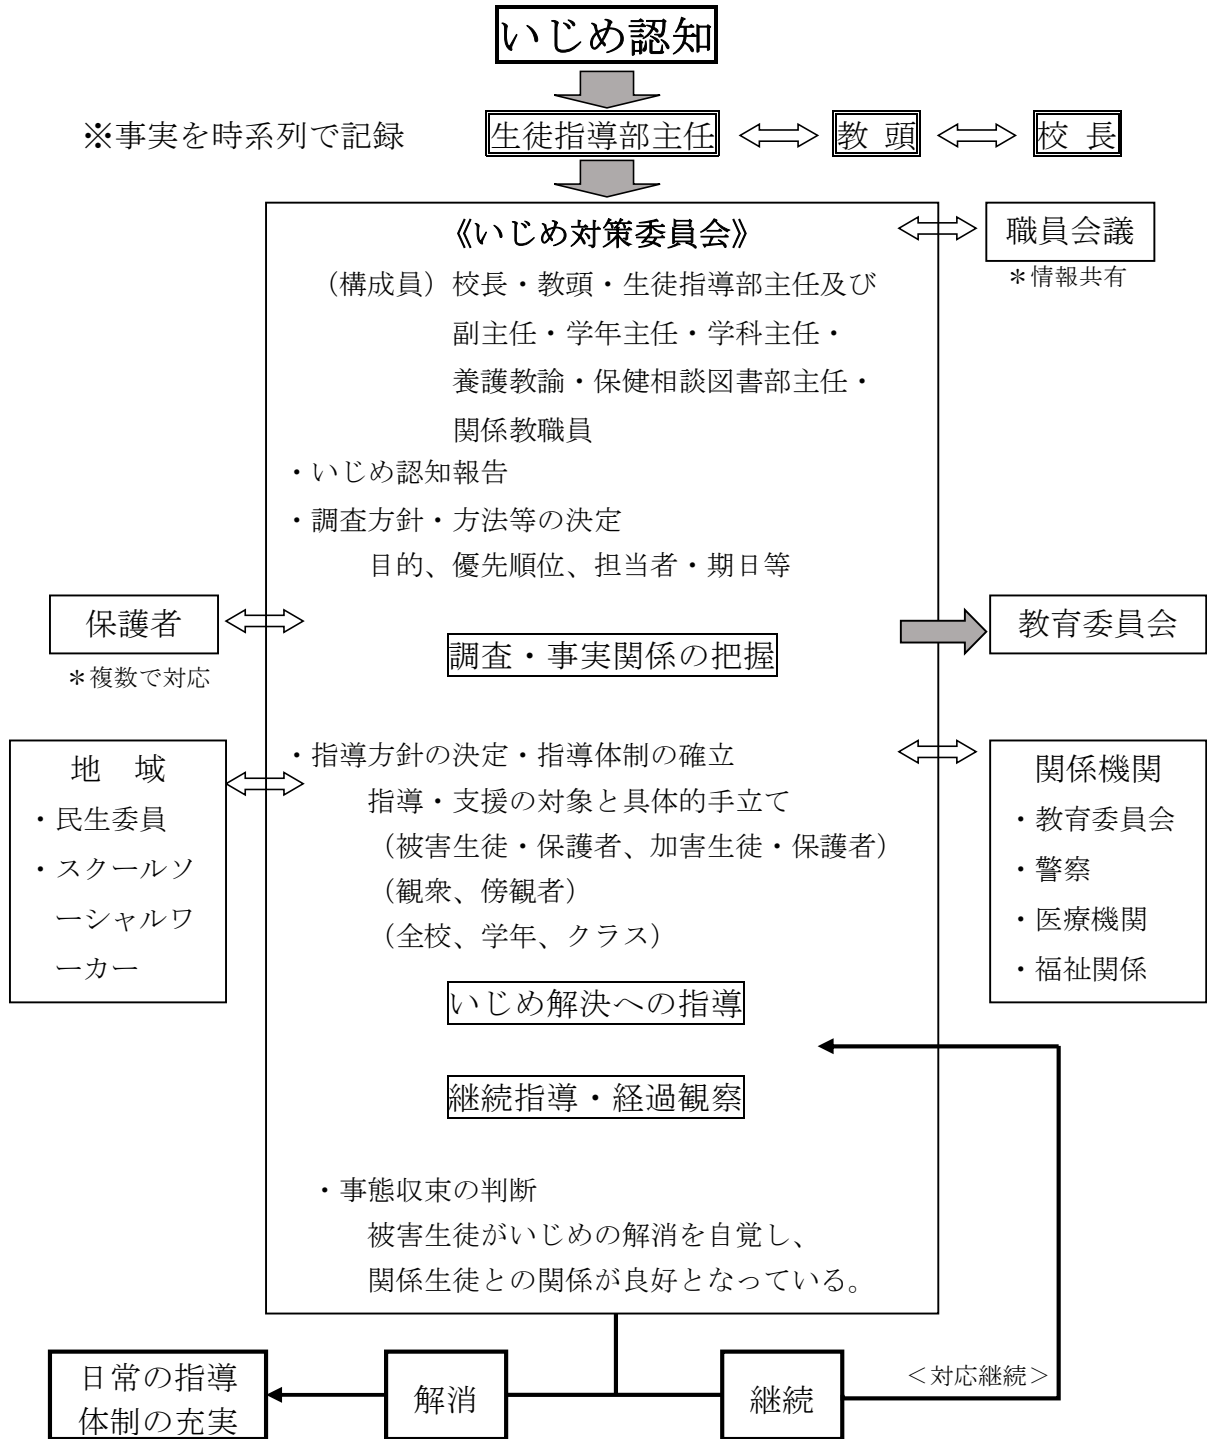 いじめ認知
※事実を時系列で記録
生徒指導部主任
教 頭
校 長
《いじめ対策委員会》
職員会議
＊情報共有
（構成員）校長・教頭・生徒指導部主任及び
副主任・学年主任・学科主任・
養護教諭・保健相談図書部主任・
関係教職員
・いじめ認知報告
・調査方針・方法等の決定
目的、優先順位、担当者・期日等
保護者
＊複数で対応
教育委員会
調査・事実関係の把握
地 域
・民生委員
・スクールソ
ーシャルワ
ーカー
・指導方針の決定・指導体制の確立
指導・支援の対象と具体的手立て
（被害生徒・保護者、加害生徒・保護者）
（観衆、傍観者）
（全校、学年、クラス）
関係機関
・教育委員会
・警察
・医療機関
・福祉関係
いじめ解決への指導
継続指導・経過観察
・事態収束の判断
被害生徒がいじめの解消を自覚し、
関係生徒との関係が良好となっている。
日常の指導
体制の充実
解消
継続
＜対応継続＞